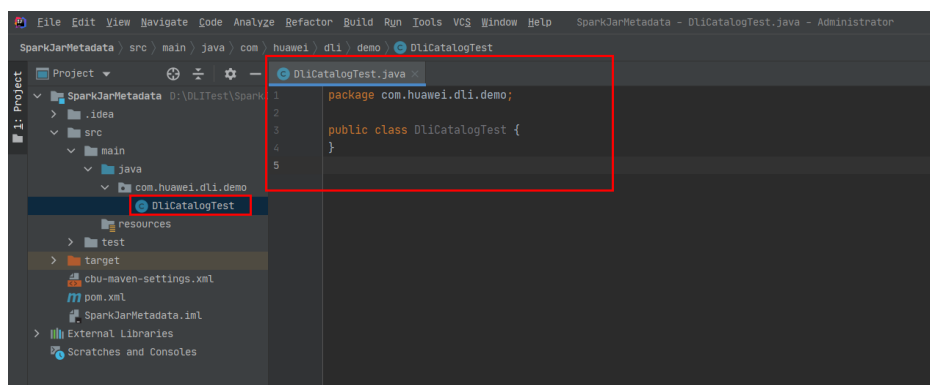 File Edit View Navigate Code Analyze Refactor Build Run Tools VCS Window Help SparkJarMetadata - DliCatalogTest.java - Administrator
SparkJarMetadata src main java com huawei dli demo DliCatalogTest
1: Project
Project
DliCatalogTest.java
SparkJarMetadata D:\DLITest\Spark
.idea
src
main
java
com.huawei.dli.demo
DliCatalogTest
resources
test
target
cbu-maven-settings.xml
pom.xml
SparkJarMetadata.iml
External Libraries
Scratches and Consoles
1 package com.huawei.dli.demo;
2
3 public class DliCatalogTest {
4 }
5